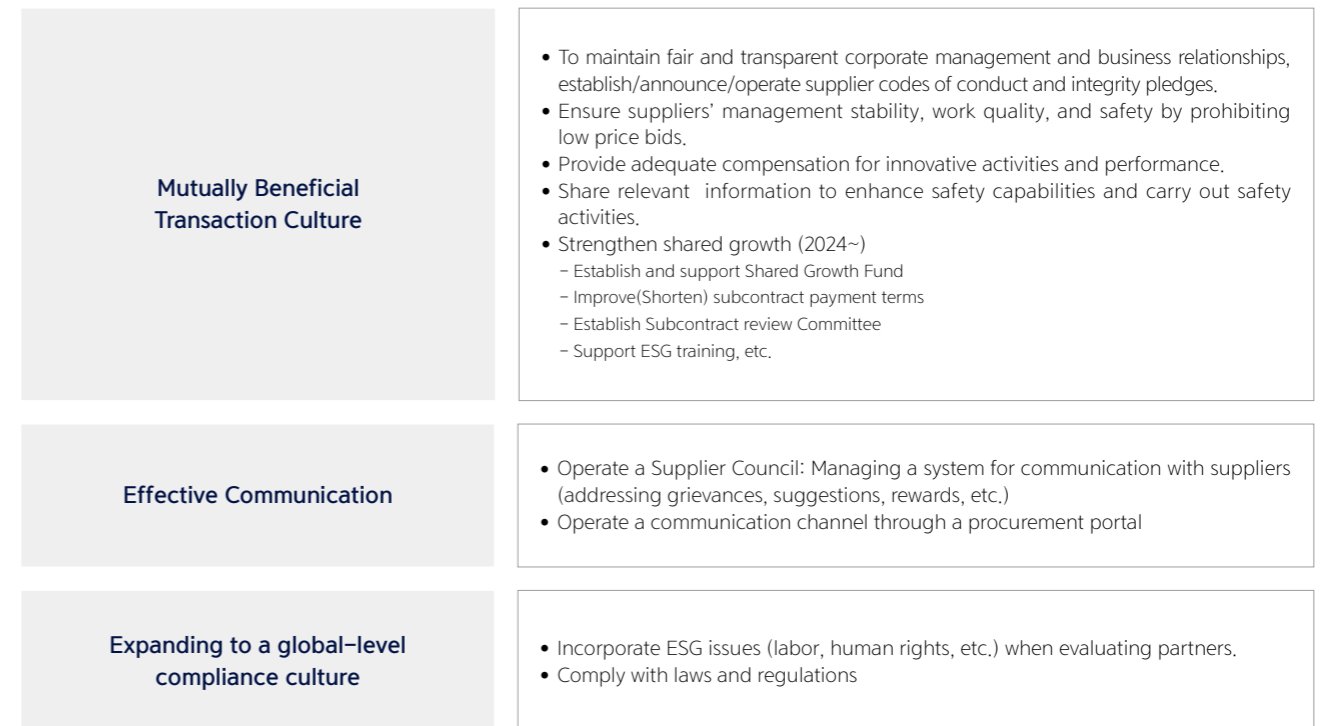 Mutually Beneficial
Transaction Culture
• To maintain fair and transparent corporate management and business relationships,
establish/announce/operate supplier codes of conduct and integrity pledges.
• Ensure suppliers' management stability, work quality, and safety by prohibiting
low price bids.
• Provide adequate compensation for innovative activities and performance.
• Share relevant information to enhance safety capabilities and carry out safety
activities.
• Strengthen shared growth (2024~)
- Establish and support Shared Growth Fund
- Improve(Shorten) subcontract payment terms
- Establish Subcontract review Committee
- Support ESG training, etc.
Effective Communication
• Operate a Supplier Council: Managing a system for communication with suppliers
(addressing grievances, suggestions, rewards, etc.)
• Operate a communication channel through a procurement portal
Expanding to a global-level
compliance culture
• Incorporate ESG issues (labor, human rights, etc.) when evaluating partners.
• Comply with laws and regulations